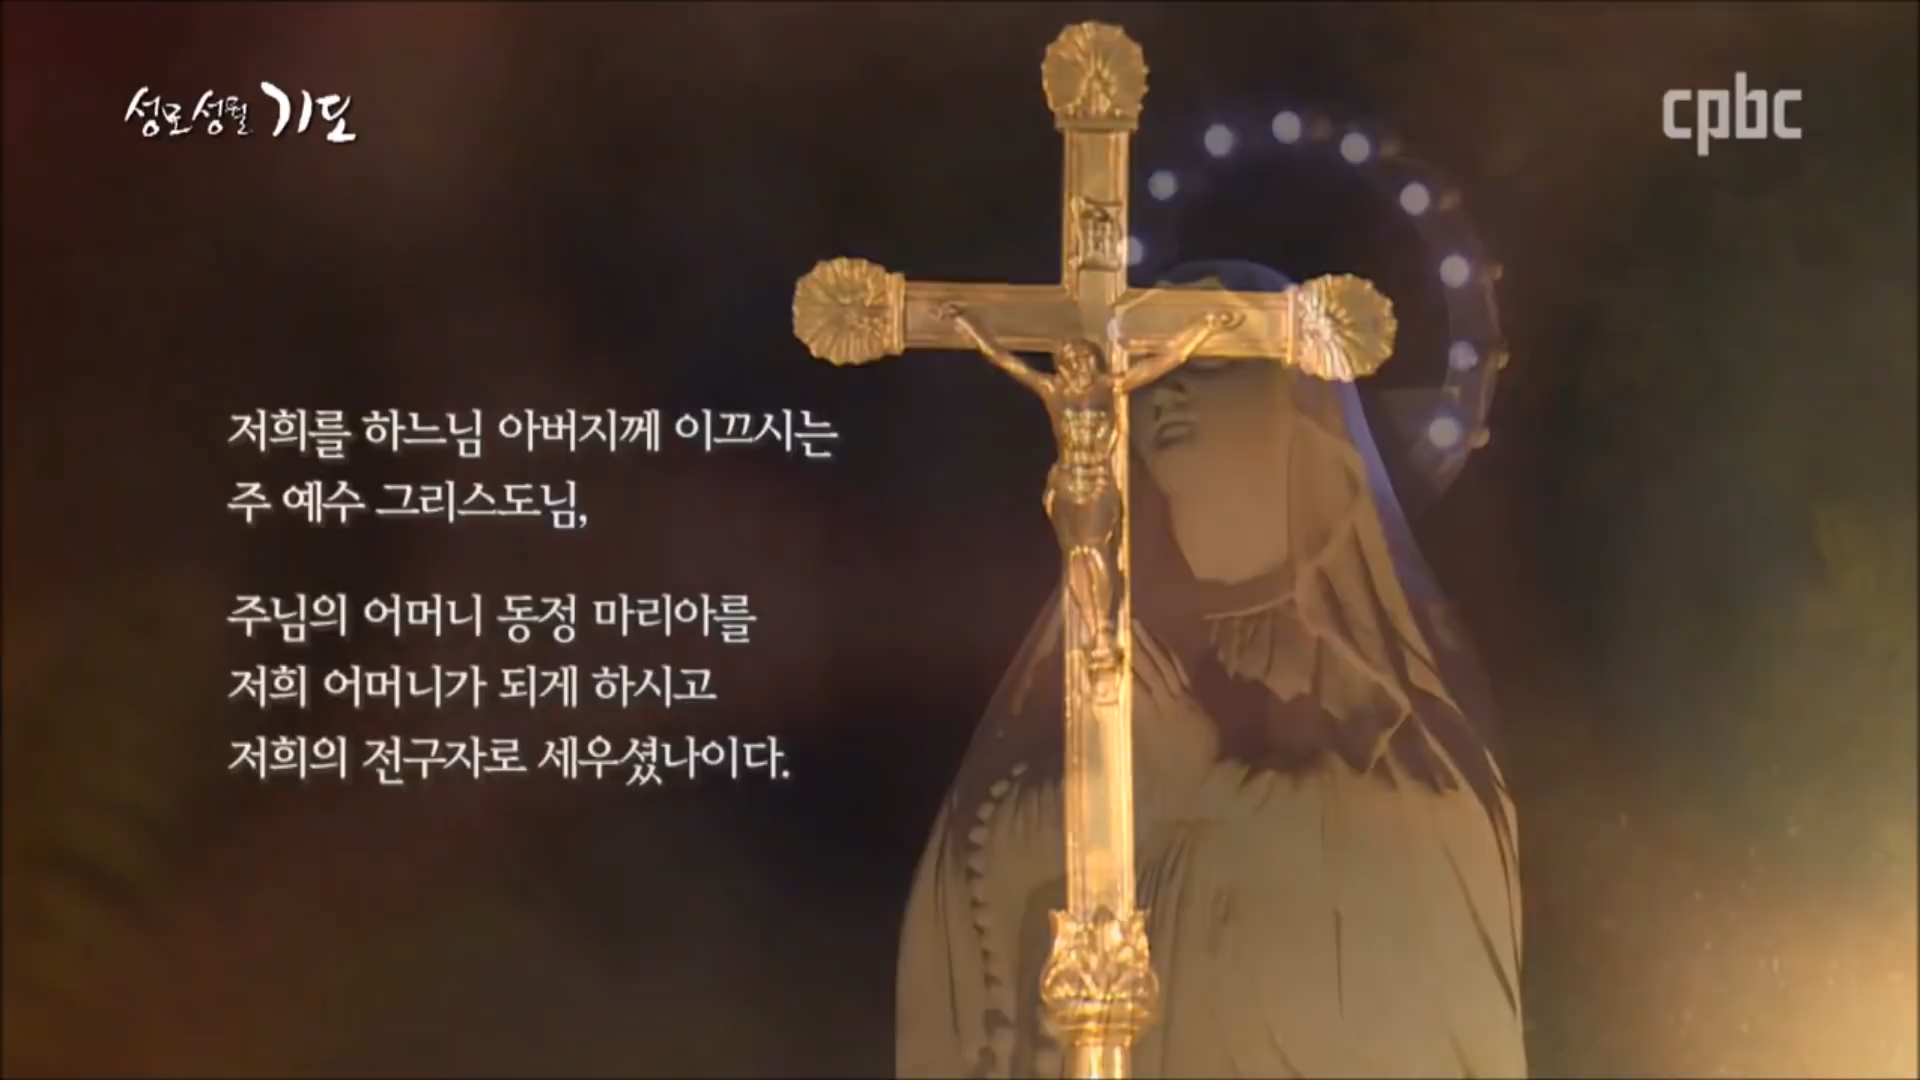 성모성월 기도
cpbc
저희를 하느님 아버지께 이끄시는
주 예수 그리스도님,
주님의 어머니 동정 마리아를
저희 어머니가 되게 하시고
저희의 전구자로 세우셨나이다.